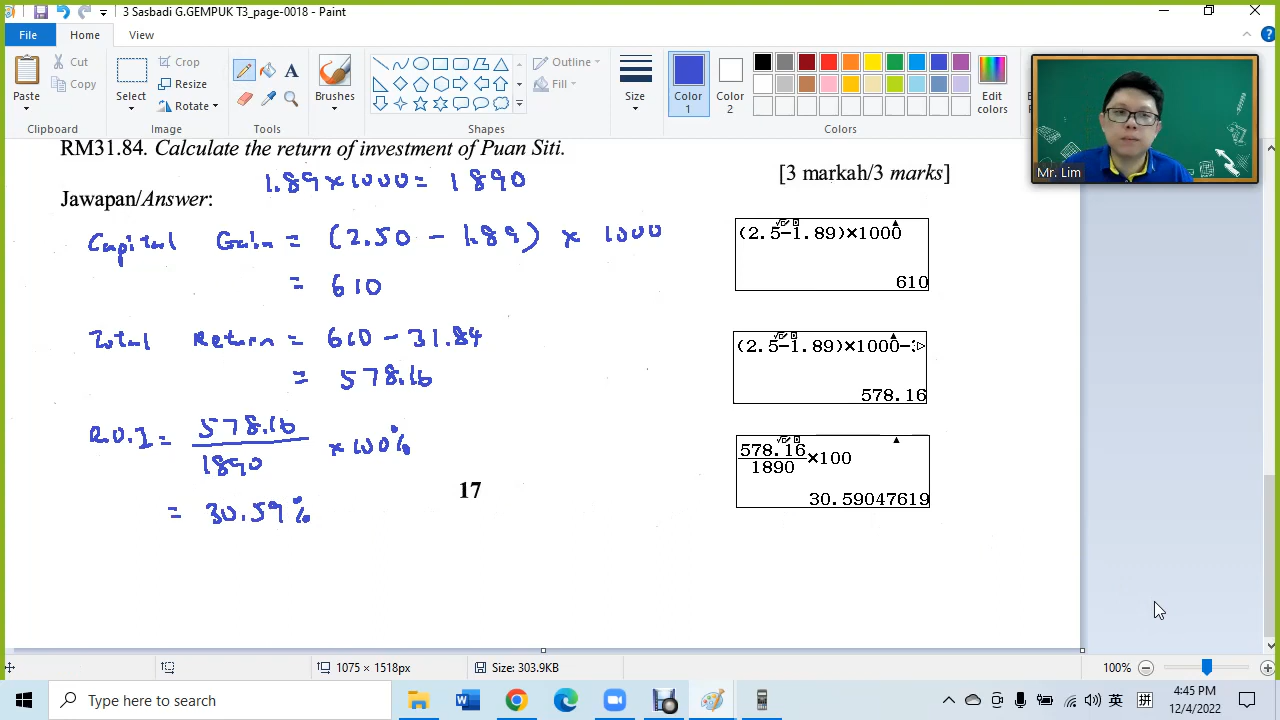 3 Sasbadi G.GEMPUK T3_page-0018 - Paint
File Home View
Paste Cut Copy Clipboard
Select Crop Resize Rotate Image
Tools
Brushes
Outline Fill Shapes
Size
Color 1
Color 2
Edit colors
Colors
Mr. Lim
RM31.84. Calculate the return of investment of Puan Siti.
[3 markah/3 marks]
1.89 × 1000 = 1890
Jawapan/Answer:
Capital Gain = (2.50 - 1.89) × 1000
= 610
Total Return = 610 - 31.84
= 578.16
R.O.I = 578.16 / 1890 × 100%
= 30.59%
17
(2.5-1.89)×1000
610
(2.5-1.89)×1000-
578.16
578.16 / 1890 ×100
30.59047619
1075 × 1518px
Size: 303.9KB
100%
Type here to search
英
拼
4:45 PM
12/4/2022